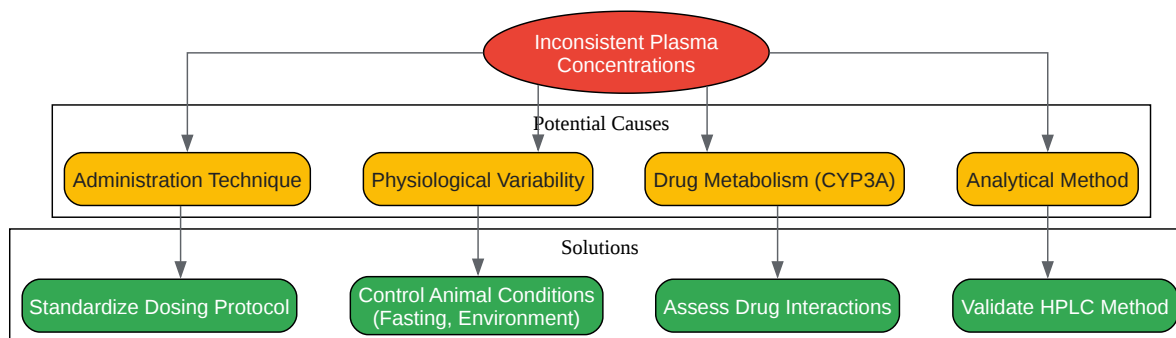 Inconsistent Plasma
Concentrations
Potential Causes
Administration Technique
Physiological Variability
Drug Metabolism (CYP3A)
Analytical Method
Solutions
Standardize Dosing Protocol
Control Animal Conditions
(Fasting, Environment)
Assess Drug Interactions
Validate HPLC Method